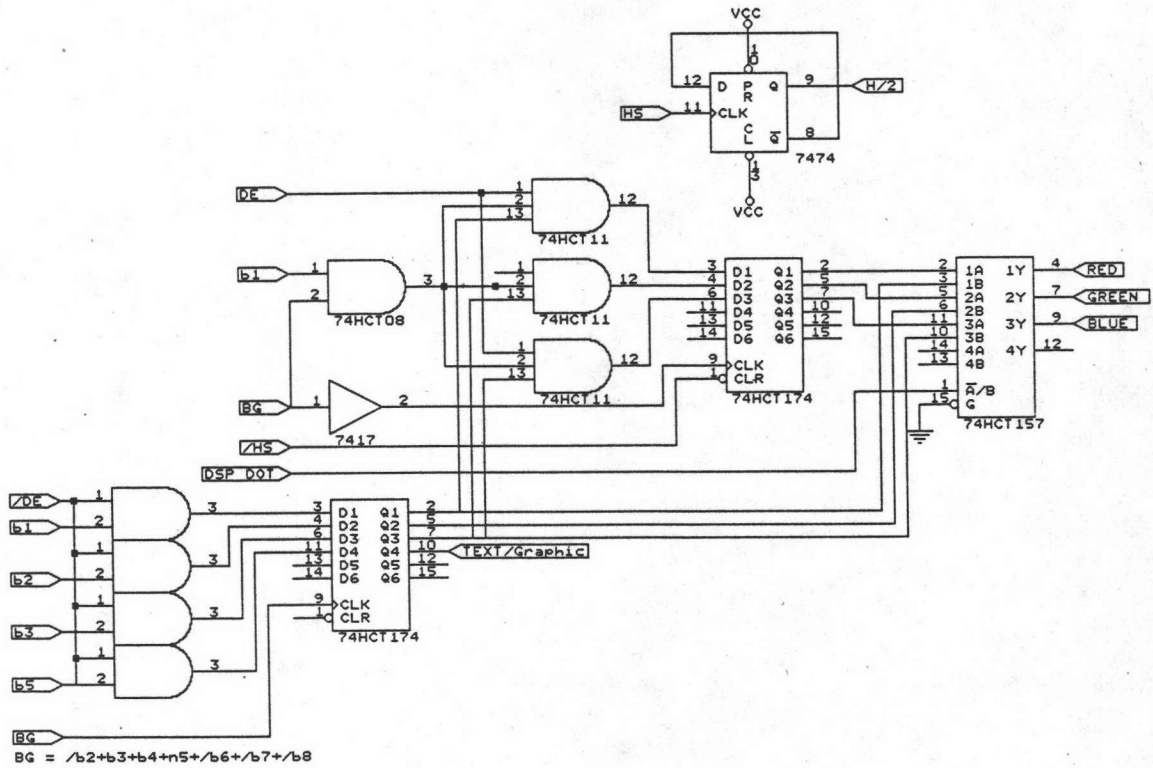 VCC
1
0
12 D P R Q 9 H/2
HS 11 CLK
C L Q 8
7474
1
3
VCC
DE 1
2
13
12
74HCT11
b1 1
2
3
74HCT08
1
2
13
12
74HCT11
1
2
13
12
74HCT11
3 D1 Q1 2
4 D2 Q2 5
6 D3 Q3 7
11 D4 Q4 10
13 D5 Q5 12
14 D6 Q6 15
9 CLK
1 CLR
74HCT174
2 1A 1Y 4 RED
3 1B
5 2A 2Y 7 GREEN
6 2B
11 3A 3Y 9 BLUE
10 3B
14 4A 4Y 12
13 4B
1 A/B
15 G
74HCT157
BG 1 2
7417
/HS
DSP DOT
/DE 1
b1 2
3
1
b2 2
3
1
b3 2
3
1
b5 2
3
3 D1 Q1 2
4 D2 Q2 5
6 D3 Q3 7
11 D4 Q4 10 TEXT/Graphic
13 D5 Q5 12
14 D6 Q6 15
9 CLK
1 CLR
74HCT174
BG
BG = /b2+b3+b4+n5+/b6+/b7+/b8